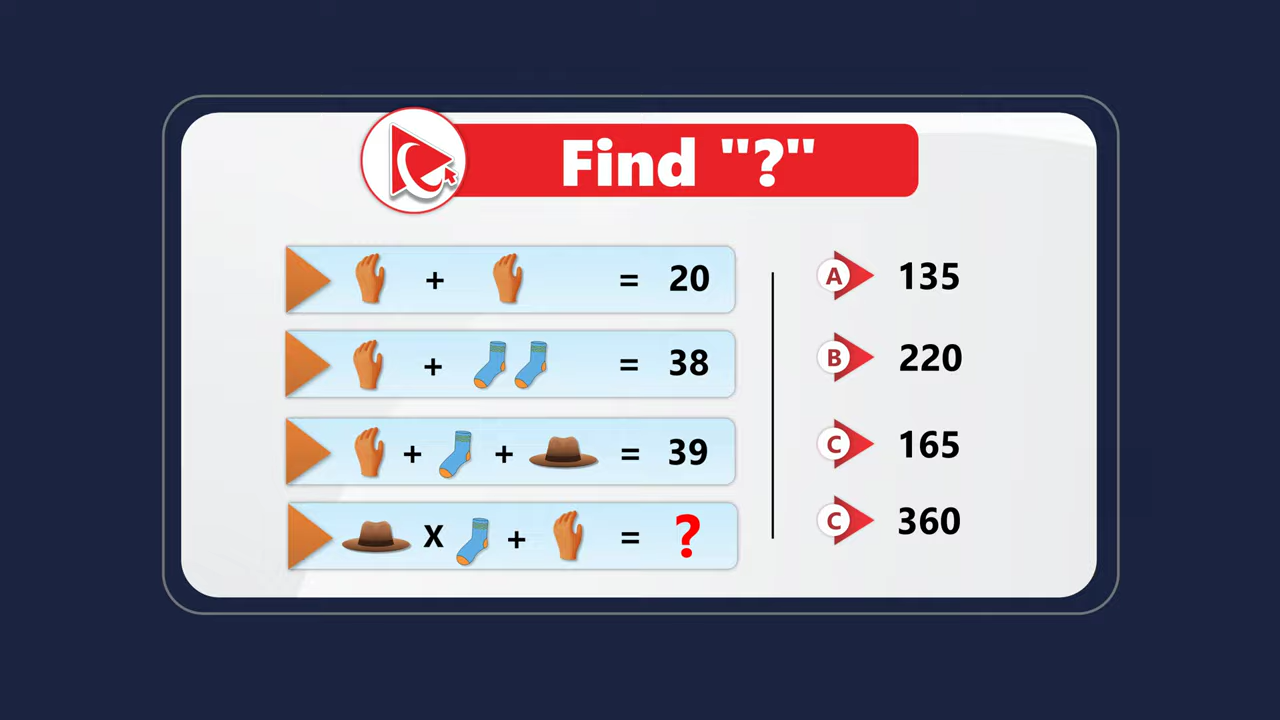 Find "?"
+ = 20
+ = 38
+ + = 39
X + = ?
A 135
B 220
C 165
C 360